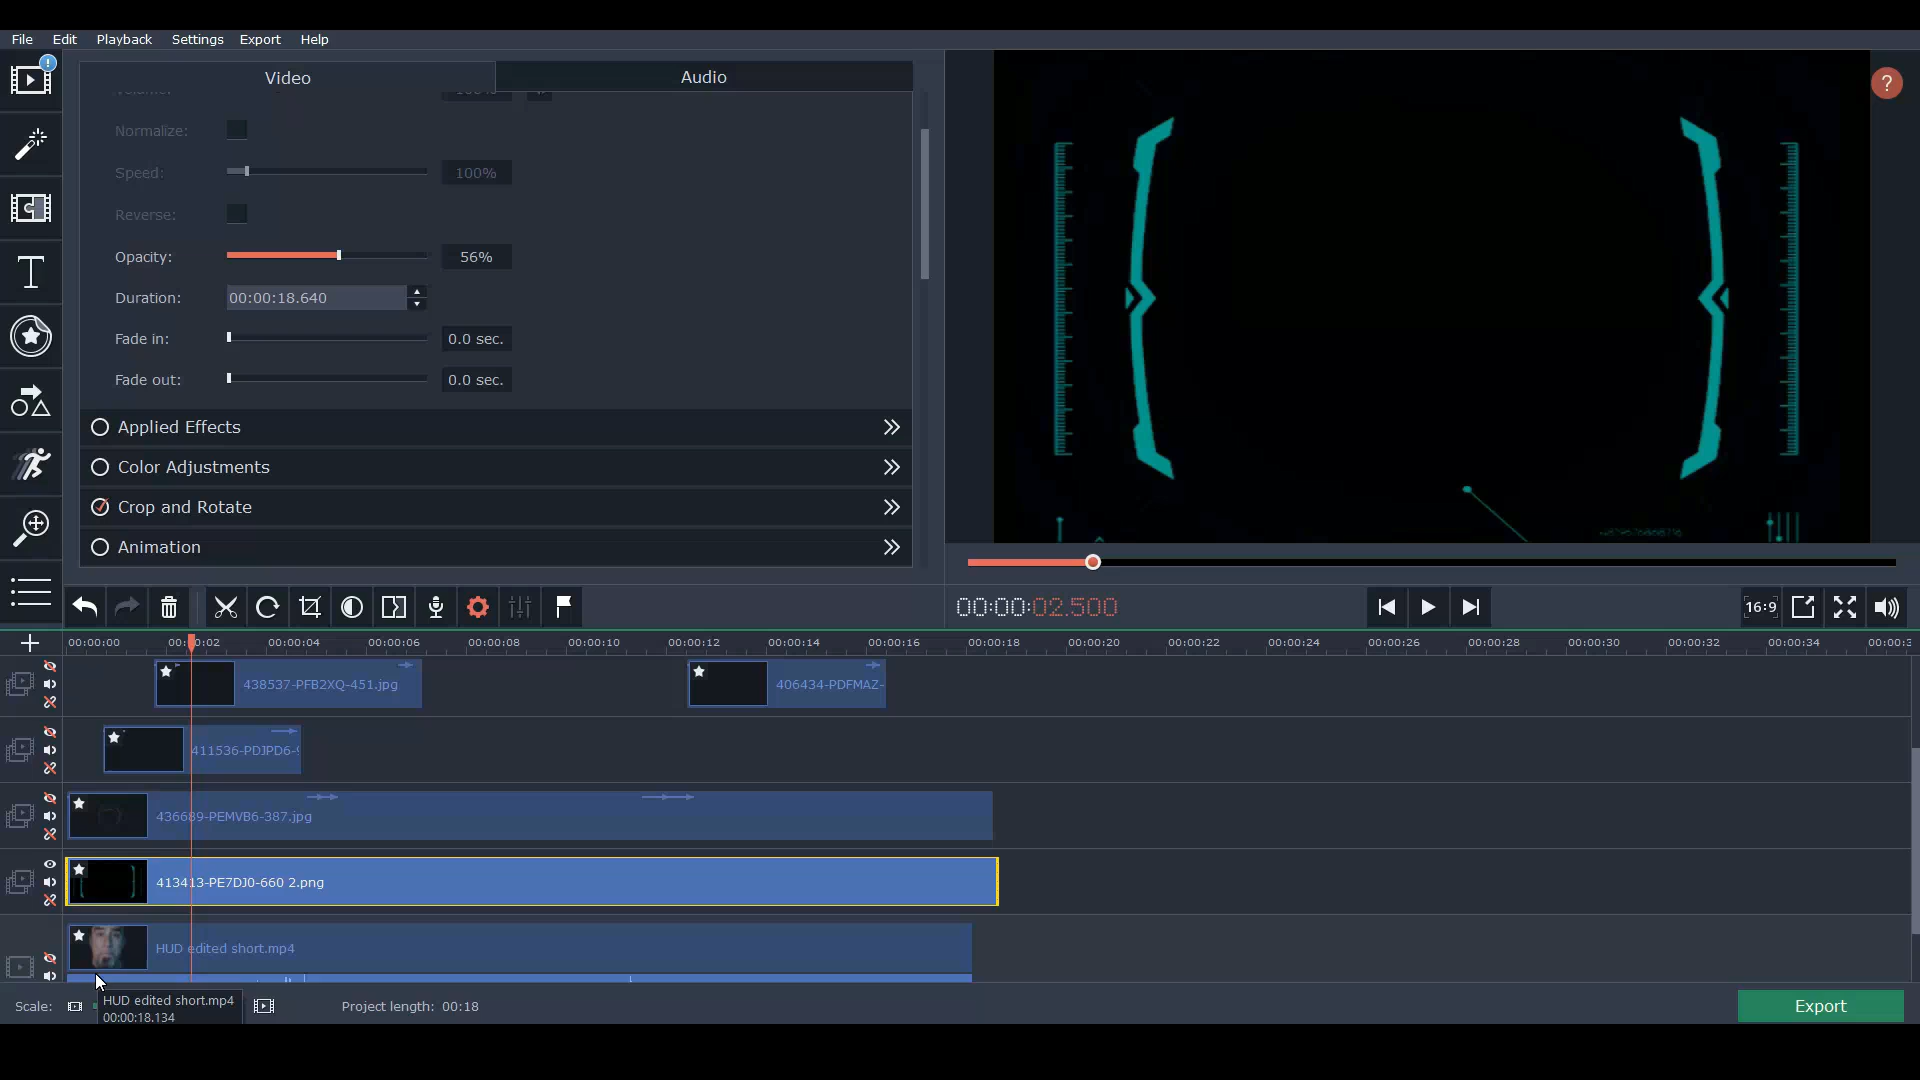 File Edit Playback Settings Export Help
Video Audio
Volume: 100%
Normalize:
Speed: 100%
Reverse:
Opacity: 56%
Duration: 00:00:18.640
Fade in: 0.0 sec.
Fade out: 0.0 sec.
Applied Effects
Color Adjustments
Crop and Rotate
Animation
?
00:00:02.500
16:9
00:00:00 00:00:02 00:00:04 00:00:06 00:00:08 00:00:10 00:00:12 00:00:14 00:00:16 00:00:18 00:00:20 00:00:22 00:00:24 00:00:26 00:00:28 00:00:30 00:00:32 00:00:34 00:00:3
438537-PFB2XQ-451.jpg 406434-PDFMAZ-
411536-PDJPD6-
436689-PEMVB6-387.jpg
413413-PE7DJ0-660 2.png
HUD edited short.mp4
Scale: Project length: 00:18
HUD edited short.mp4
00:00:18.134
Export